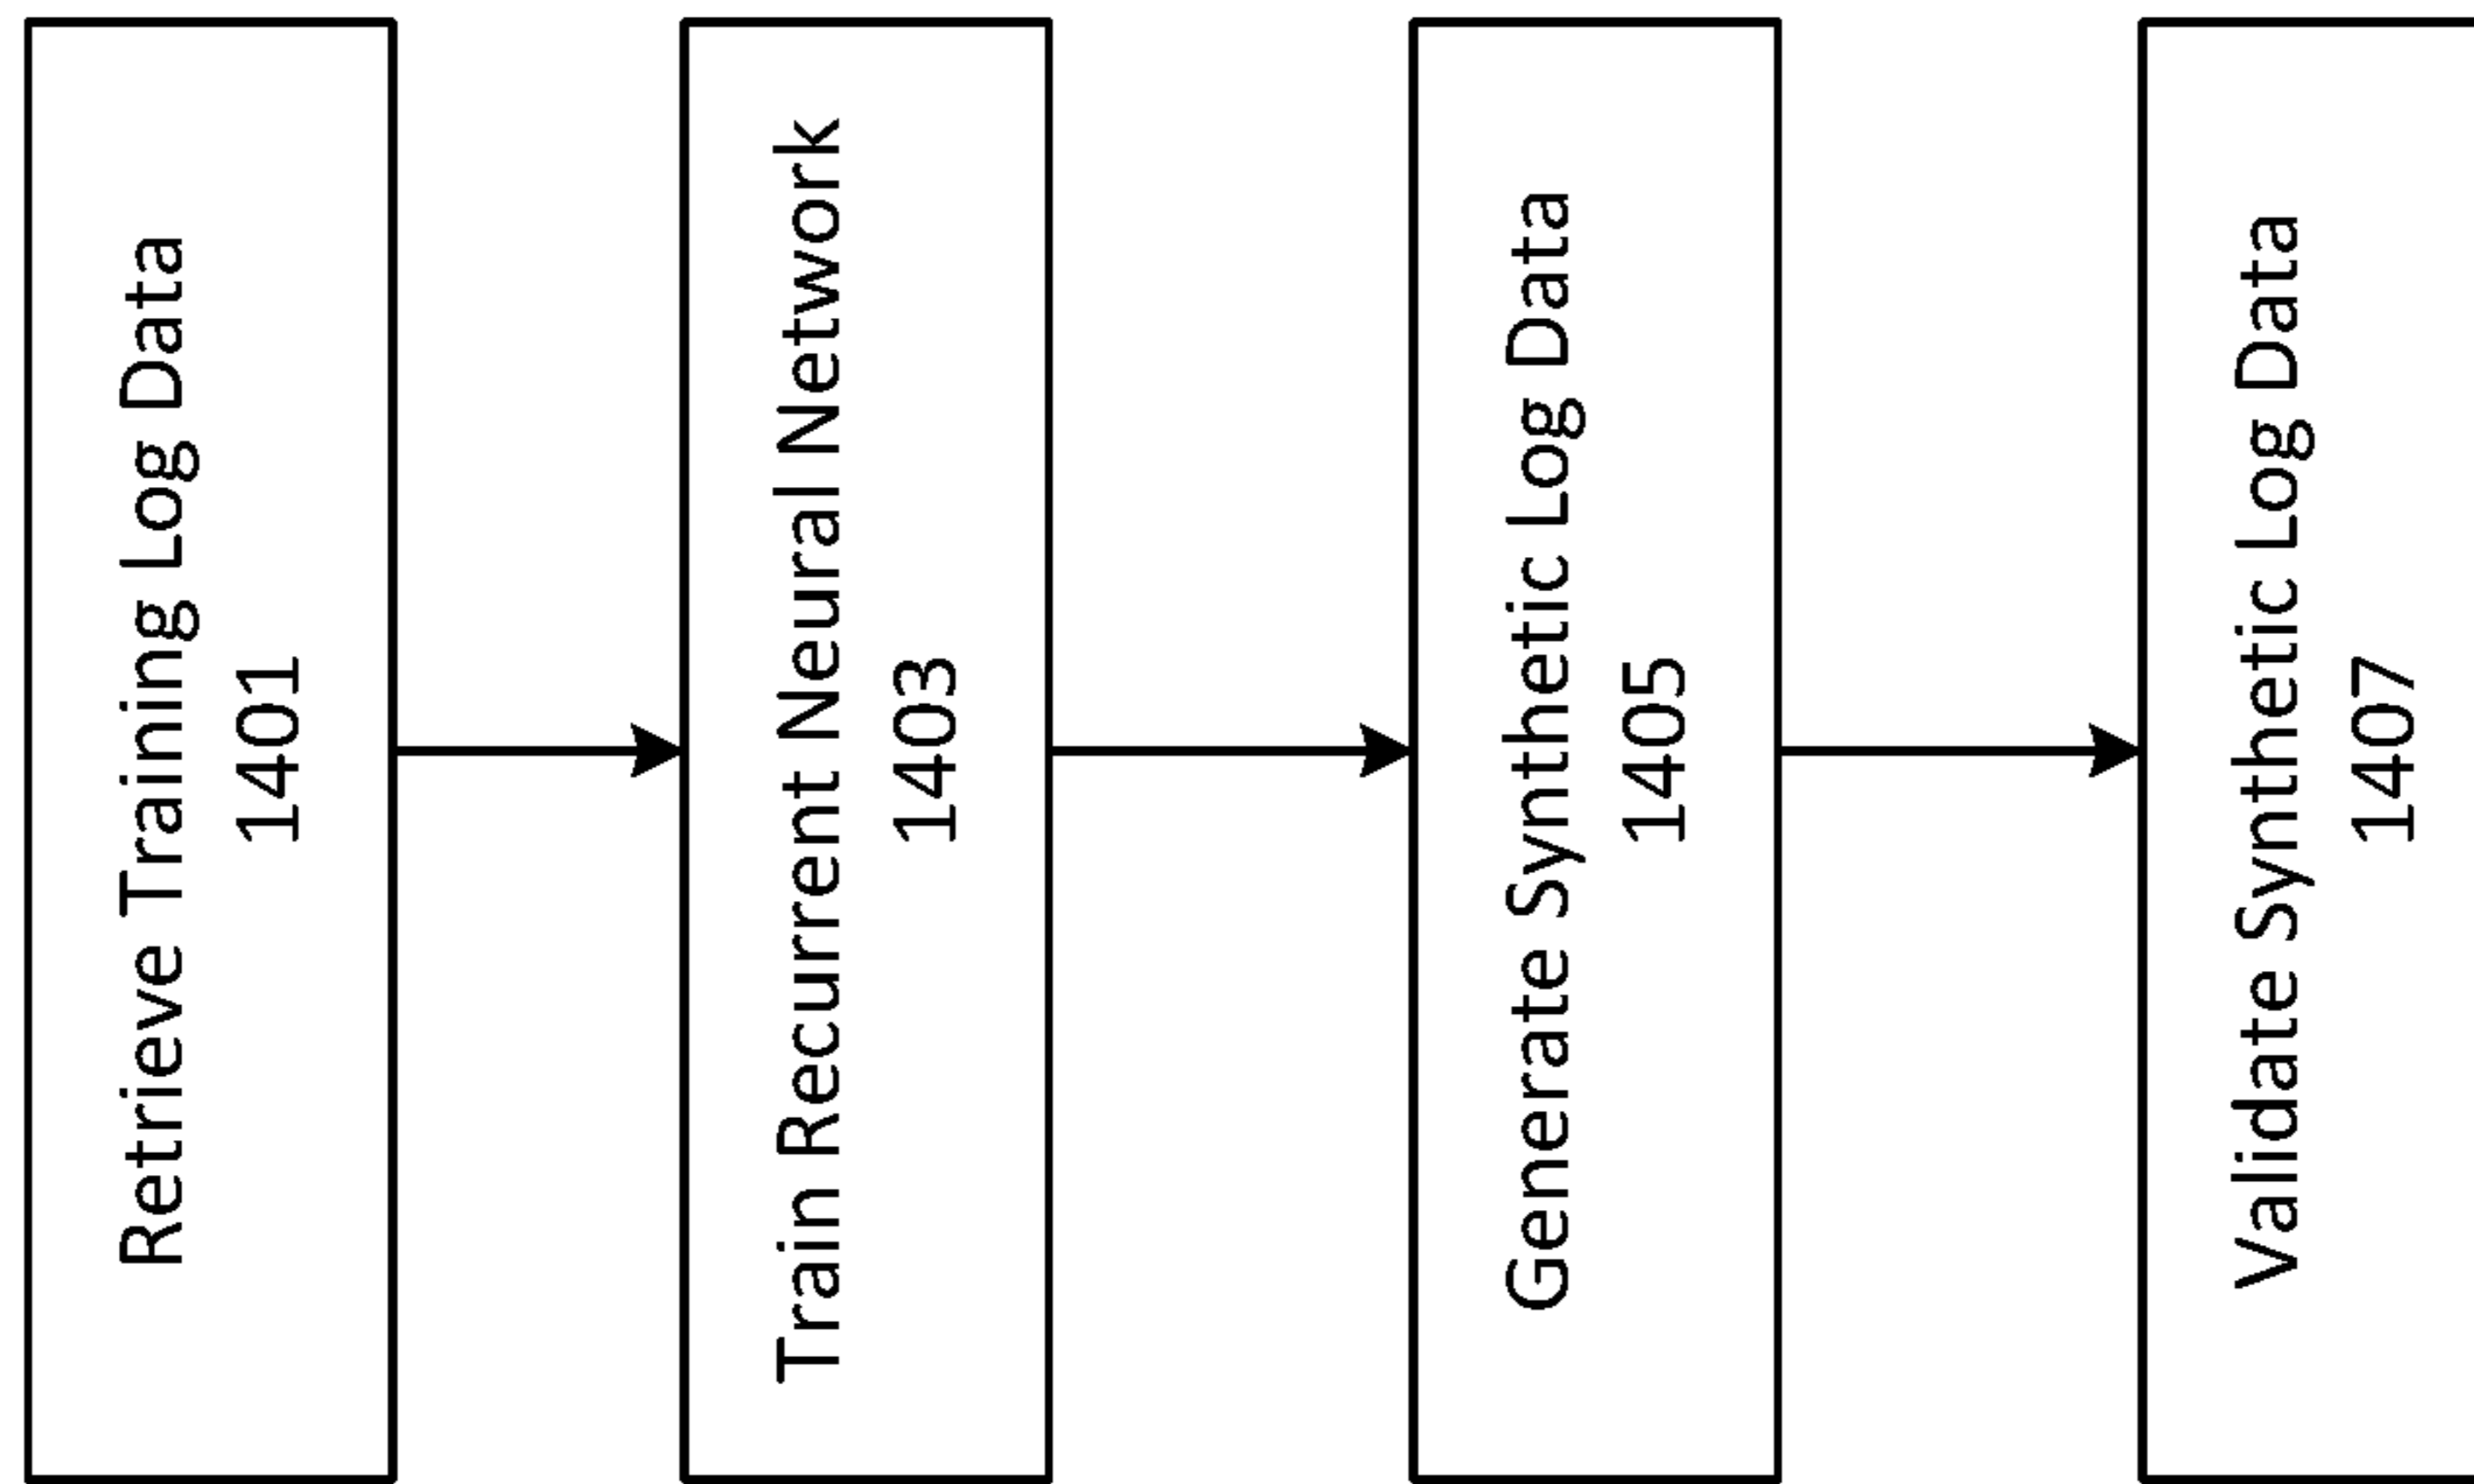 Retrieve Training Log Data
1401
Train Recurrent Neural Network
1403
Generate Synthetic Log Data
1405
Validate Synthetic Log Data
1407